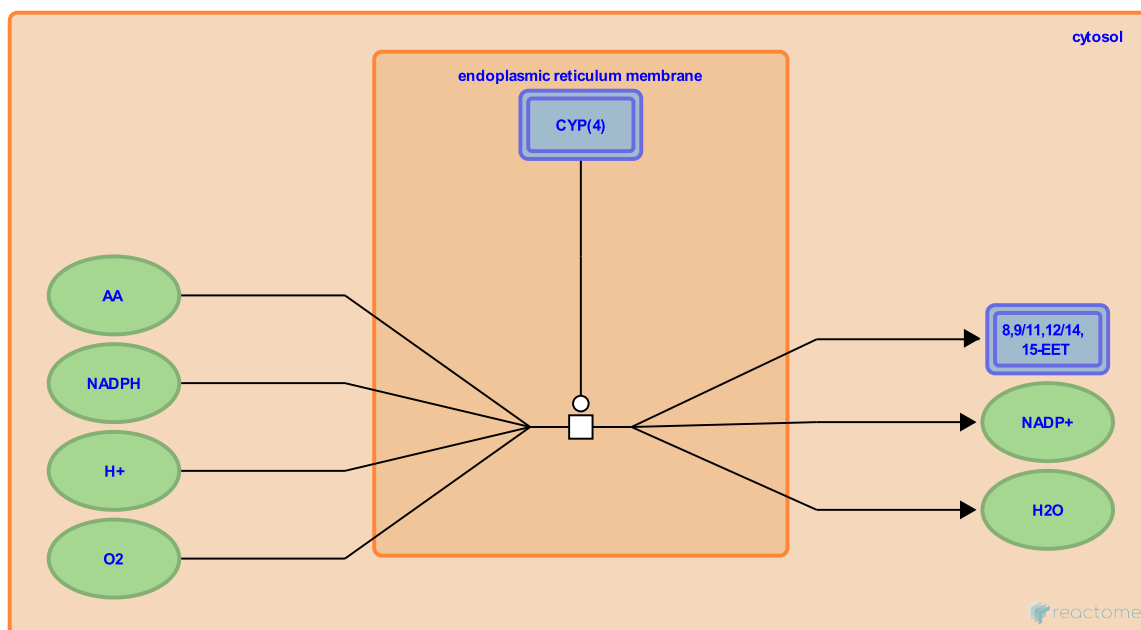 cytosol
endoplasmic reticulum membrane
CYP(4)
AA
NADPH
H+
O2
8,9/11,12/14,
15-EET
NADP+
H2O
reactome